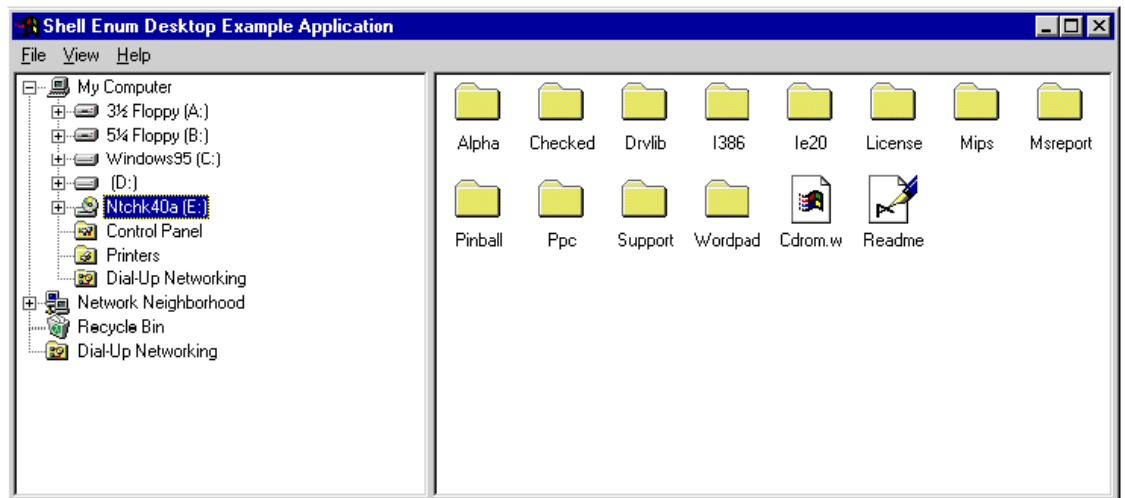 Shell Enum Desktop Example Application
File View Help
My Computer
3½ Floppy (A:)
5¼ Floppy (B:)
Windows95 (C:)
(D:)
Ntchk40a (E:)
Control Panel
Printers
Dial-Up Networking
Network Neighborhood
Recycle Bin
Dial-Up Networking
Alpha Checked Drvlib I386 Ie20 License Mips Msreport
Pinball Ppc Support Wordpad Cdrom.w Readme